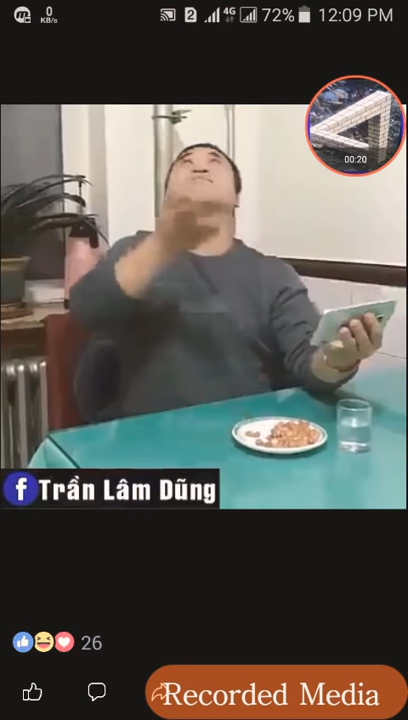 0
KB/s
2
4G
72%
12:09 PM
00:20
f Trần Lâm Dũng
26
Recorded Media